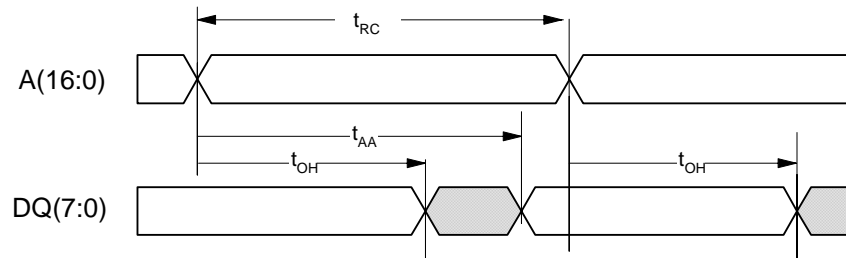 tRC
A(16:0)
tAA
tOH tOH
DQ(7:0)